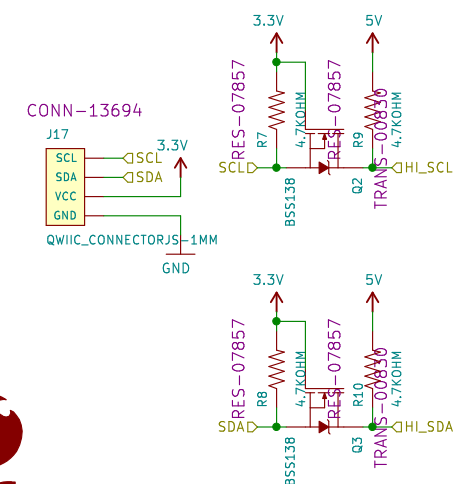 CONN-13694
J17
SCL
SDA
VCC
GND
SCL
SDA
3.3V
GND
QWIIC_CONNECTORJS-1MM
3.3V
5V
RES-07857
R7
4.7KOHM
RES-07857
R9
4.7KOHM
TRANS-00830
SCL
BSS138
Q2
HI_SCL
3.3V
5V
RES-07857
R8
4.7KOHM
RES-07857
R10
4.7KOHM
TRANS-00830
SDA
BSS138
Q3
HI_SDA